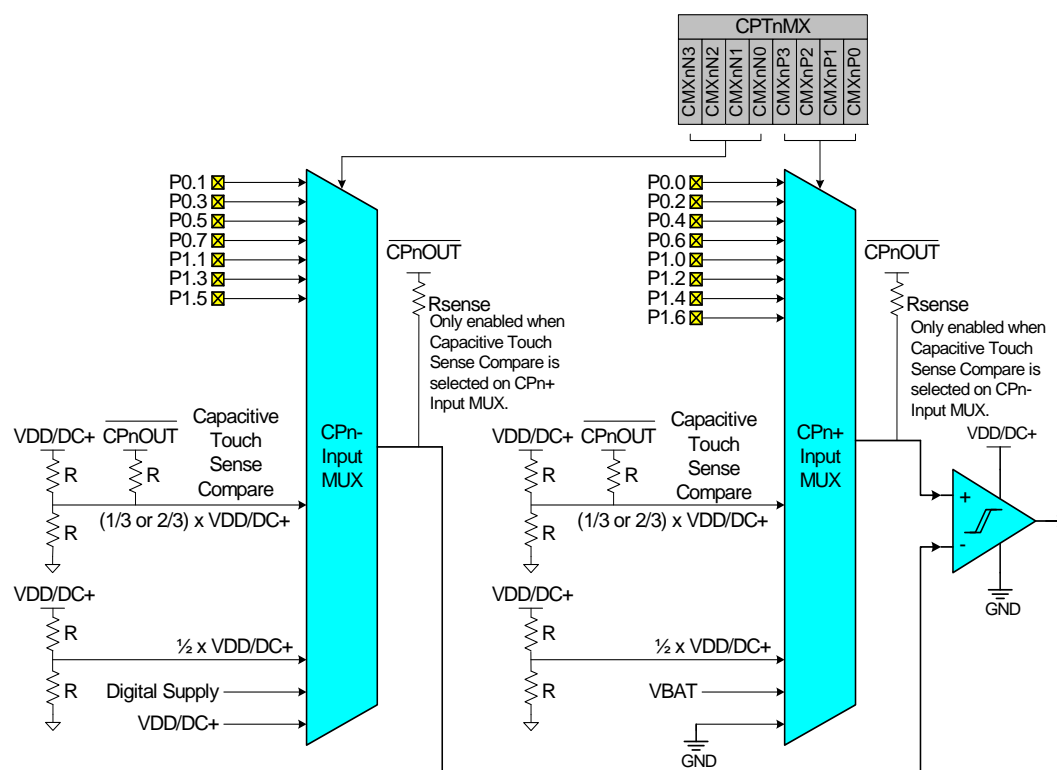 CPTnMX
CMXnN3
CMXnN2
CMXnN1
CMXnN0
CMXnP3
CMXnP2
CMXnP1
CMXnP0
P0.1
P0.3
P0.5
P0.7
P1.1
P1.3
P1.5
CPnOUT
Rsense
Only enabled when
Capacitive Touch
Sense Compare is
selected on CPn+
Input MUX.
VDD/DC+
R
R
CPnOUT
R
Capacitive
Touch
Sense
Compare
(1/3 or 2/3) x VDD/DC+
CPn-
Input
MUX
VDD/DC+
R
R
½ x VDD/DC+
Digital Supply
VDD/DC+
P0.0
P0.2
P0.4
P0.6
P1.0
P1.2
P1.4
P1.6
CPnOUT
Rsense
Only enabled when
Capacitive Touch
Sense Compare is
selected on CPn-
Input MUX.
VDD/DC+
R
R
CPnOUT
R
Capacitive
Touch
Sense
Compare
(1/3 or 2/3) x VDD/DC+
CPn+
Input
MUX
VDD/DC+
R
R
½ x VDD/DC+
VBAT
GND
VDD/DC+
+
-
GND